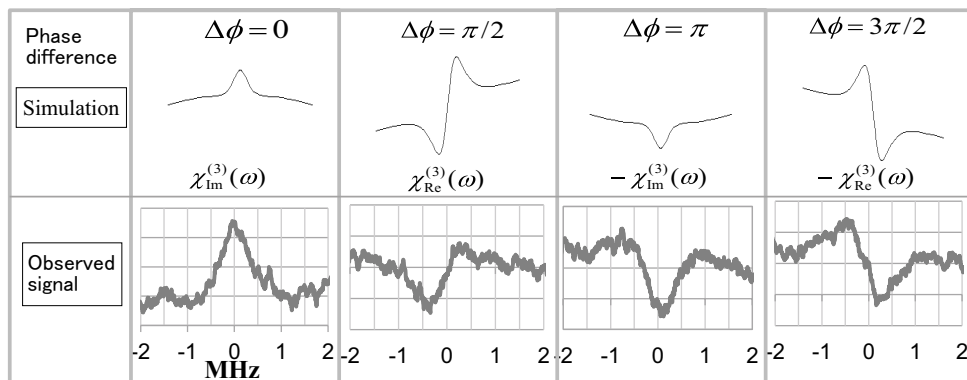 Phase difference
Δϕ = 0
Δϕ = π/2
Δϕ = π
Δϕ = 3π/2
Simulation
χ_Im^(3)(ω)
χ_Re^(3)(ω)
− χ_Im^(3)(ω)
− χ_Re^(3)(ω)
Observed signal
-2 -1 0 1 2
-2 -1 0 1 2
-2 -1 0 1 2
-2 -1 0 1 2
MHz